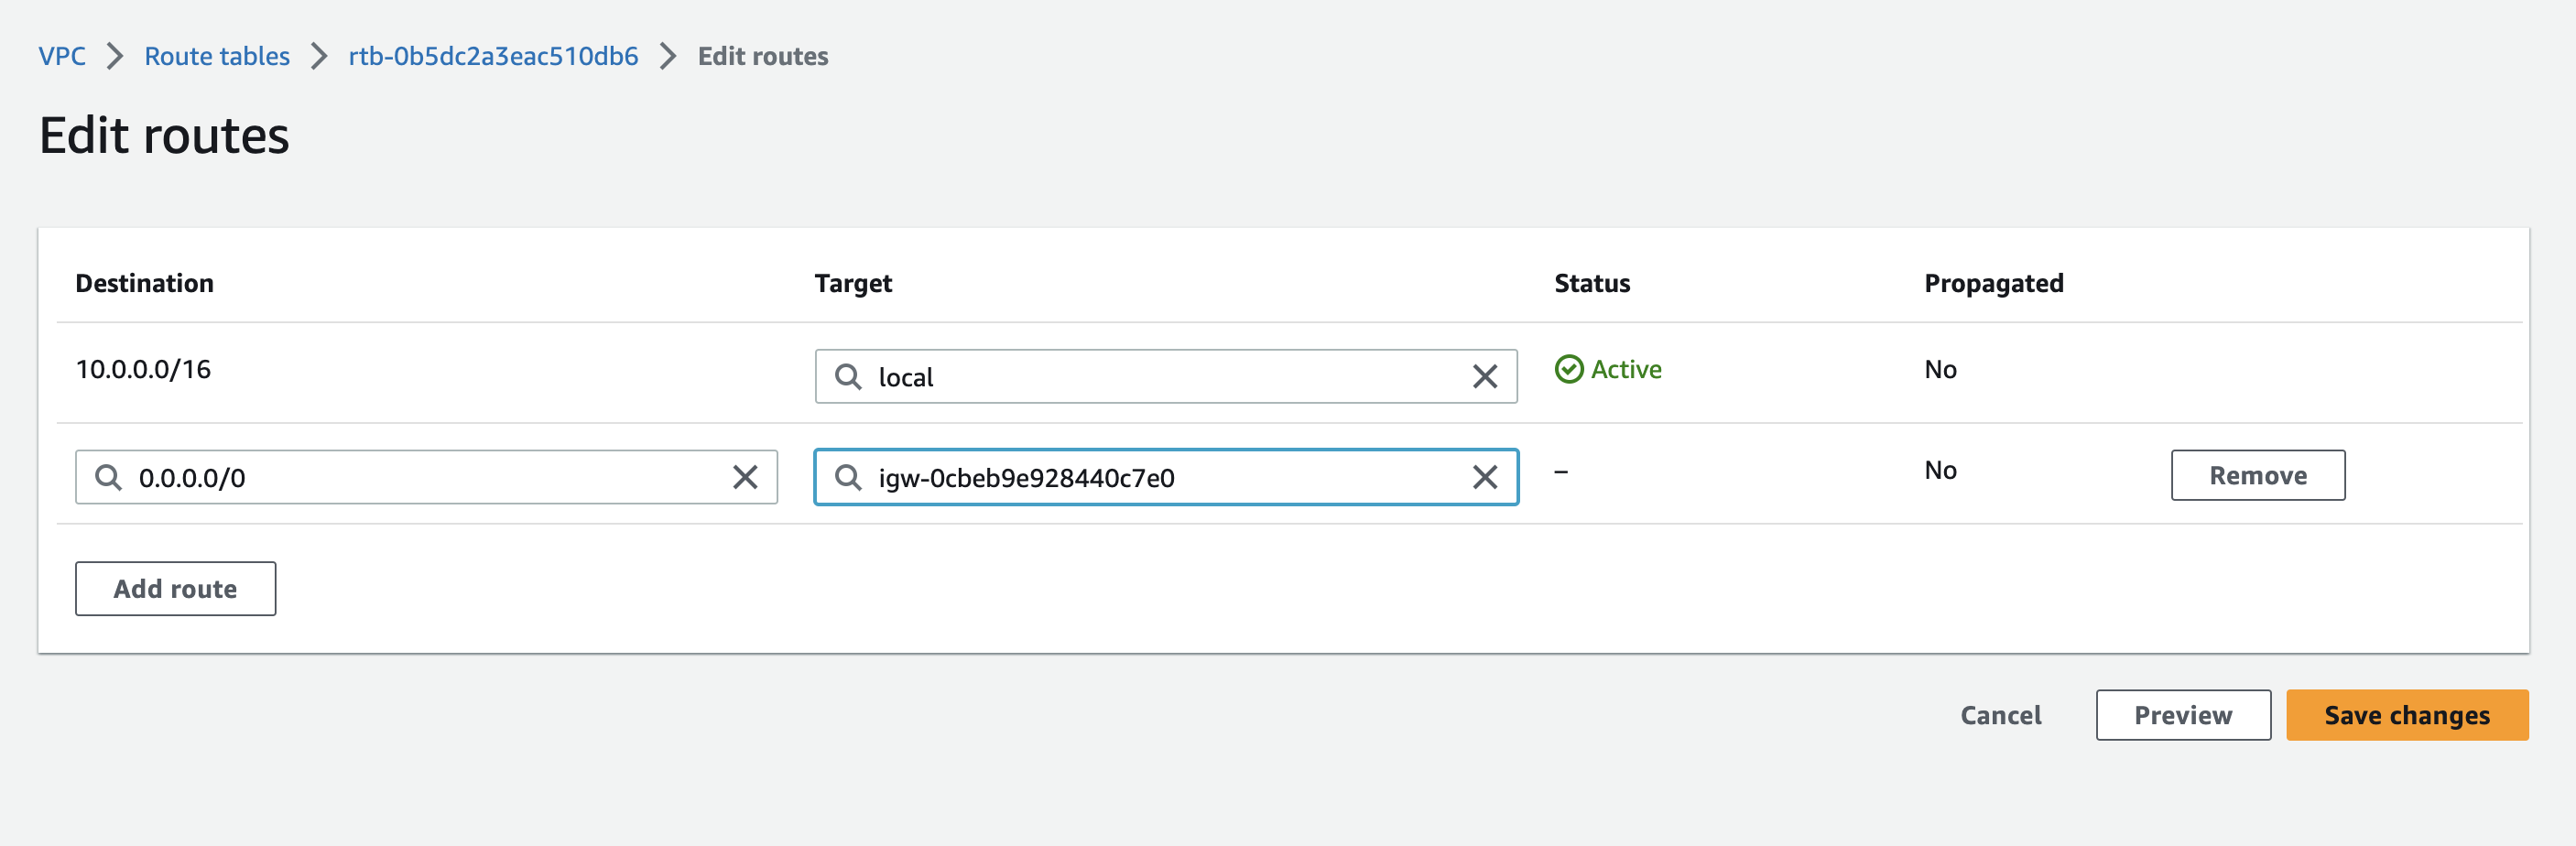 VPC Route tables rtb-0b5dc2a3eac510db6 Edit routes
Edit routes
Destination Target Status Propagated
10.0.0.0/16 local Active No
0.0.0.0/0 igw-0cbeb9e928440c7e0 – No Remove
Add route
Cancel Preview Save changes